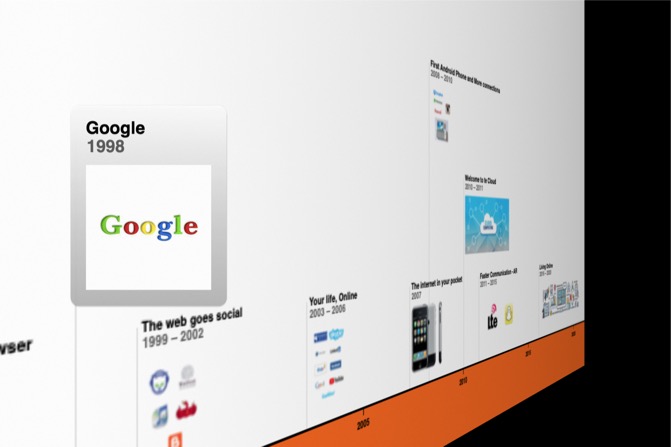 Google
1998
Google
wser
The web goes social
1999 – 2002
Your life, Online
2003 – 2006
The internet in your pocket
2007
First Android Phone and More connections
2008 – 2010
Welcome to to Cloud
2010 – 2011
Faster Communication - 4G
2011 – 2015
lte
Living Online
2005
2010
2015